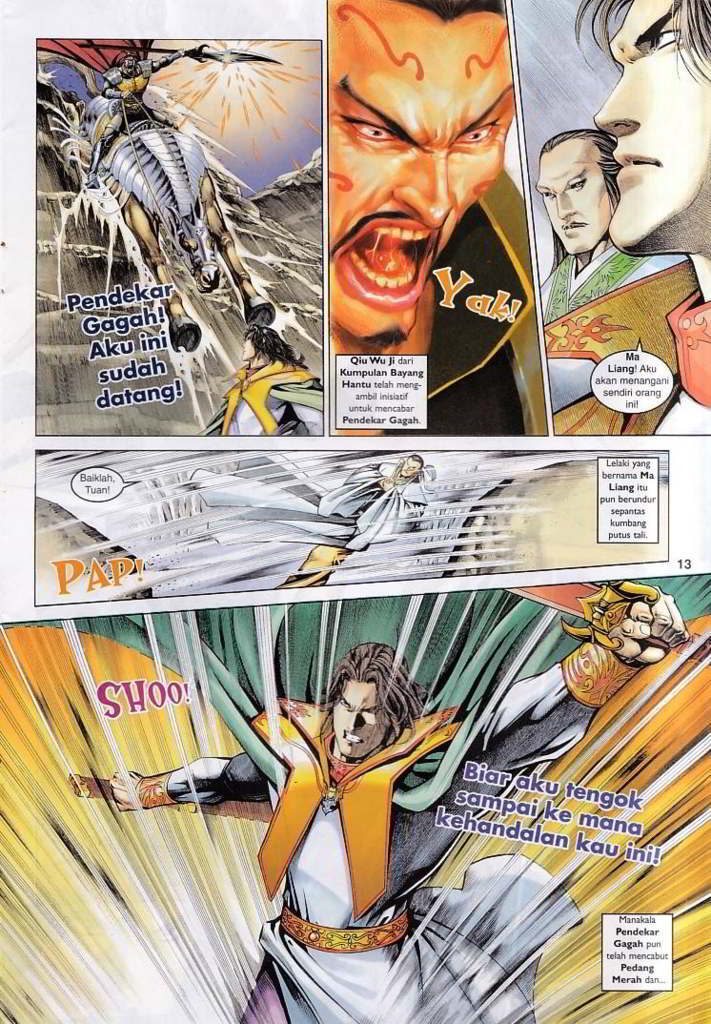 Pendekar
Gagah!
Aku ini
sudah
datang!
Yak!
Qiu Wu Ji dari
Kumpulan Bayang
Hantu telah meng-
ambil inisiatif
untuk mencabar
Pendekar Gagah.
Ma
Liang! Aku
akan menangani
sendiri orang
ini!
Baiklah,
Tuan!
PAP!
Lelaki yang
bernama Ma
Liang itu
pun berundur
sepantas
kumbang
putus tali.
13
SHOO!
Biar aku tengok
sampai ke mana
kehandalan kau ini!
Manakala
Pendekar
Gagah pun
telah mencabut
Pedang
Merah dan...